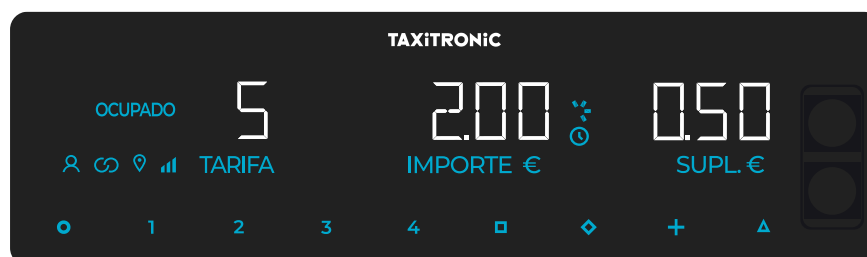 TAXiTRONiC
OCUPADO 5 2.00 0.50
TARIFA IMPORTE € SUPL. €
1 2 3 4